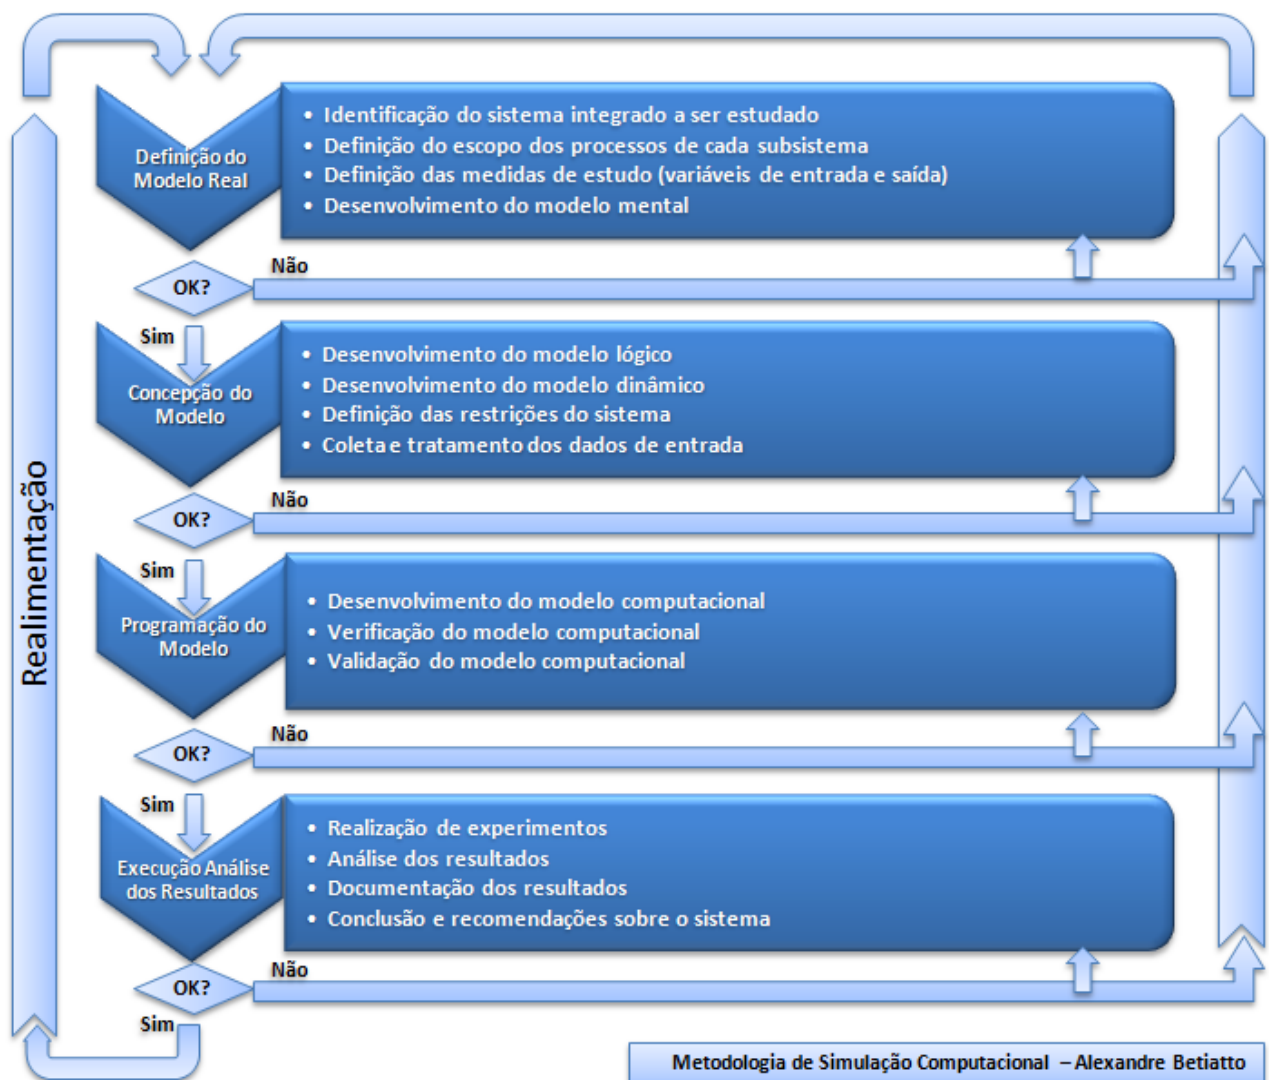 Realimentação
Definição do
Modelo Real
• Identificação do sistema integrado a ser estudado
• Definição do escopo dos processos de cada subsistema
• Definição das medidas de estudo (variáveis de entrada e saída)
• Desenvolvimento do modelo mental
OK?
Não
Sim
Concepção do
Modelo
• Desenvolvimento do modelo lógico
• Desenvolvimento do modelo dinâmico
• Definição das restrições do sistema
• Coleta e tratamento dos dados de entrada
OK?
Não
Sim
Programação do
Modelo
• Desenvolvimento do modelo computacional
• Verificação do modelo computacional
• Validação do modelo computacional
OK?
Não
Sim
Execução Análise
dos Resultados
• Realização de experimentos
• Análise dos resultados
• Documentação dos resultados
• Conclusão e recomendações sobre o sistema
OK?
Não
Sim
Metodologia de Simulação Computacional – Alexandre Betiatto